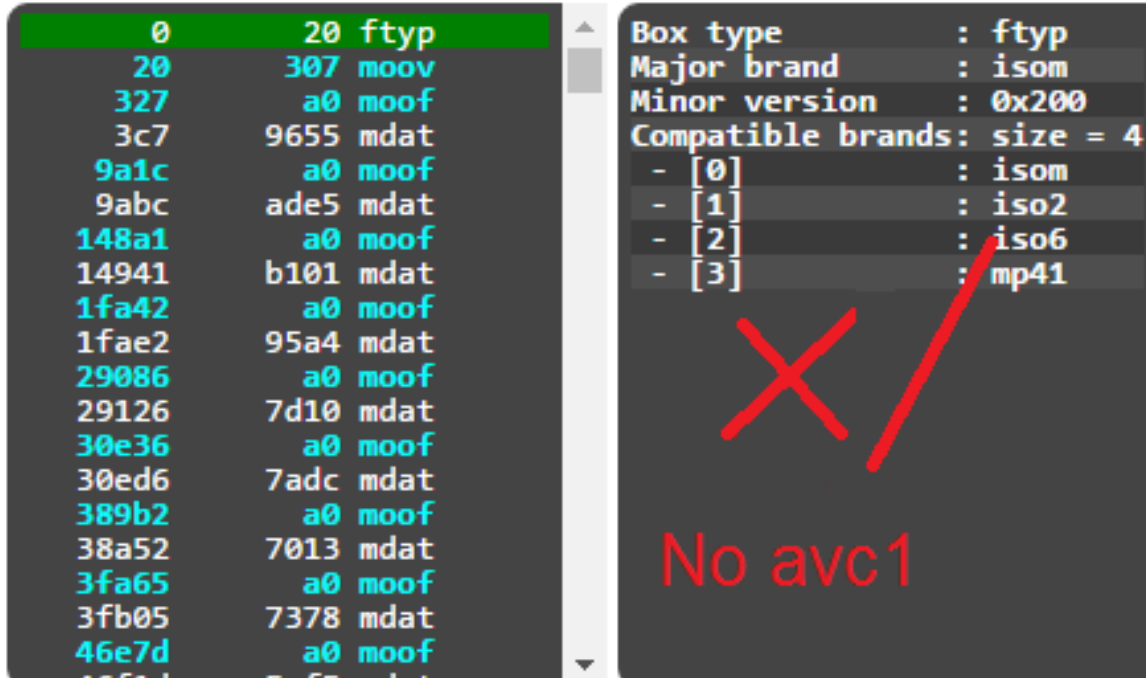 0 20 ftyp
20 307 moov
327 a0 moof
3c7 9655 mdat
9a1c a0 moof
9abc ade5 mdat
148a1 a0 moof
14941 b101 mdat
1fa42 a0 moof
1fae2 95a4 mdat
29086 a0 moof
29126 7d10 mdat
30e36 a0 moof
30ed6 7adc mdat
389b2 a0 moof
38a52 7013 mdat
3fa65 a0 moof
3fb05 7378 mdat
46e7d a0 moof
Box type : ftyp
Major brand : isom
Minor version : 0x200
Compatible brands: size = 4
- [0] : isom
- [1] : iso2
- [2] : iso6
- [3] : mp41
No avc1